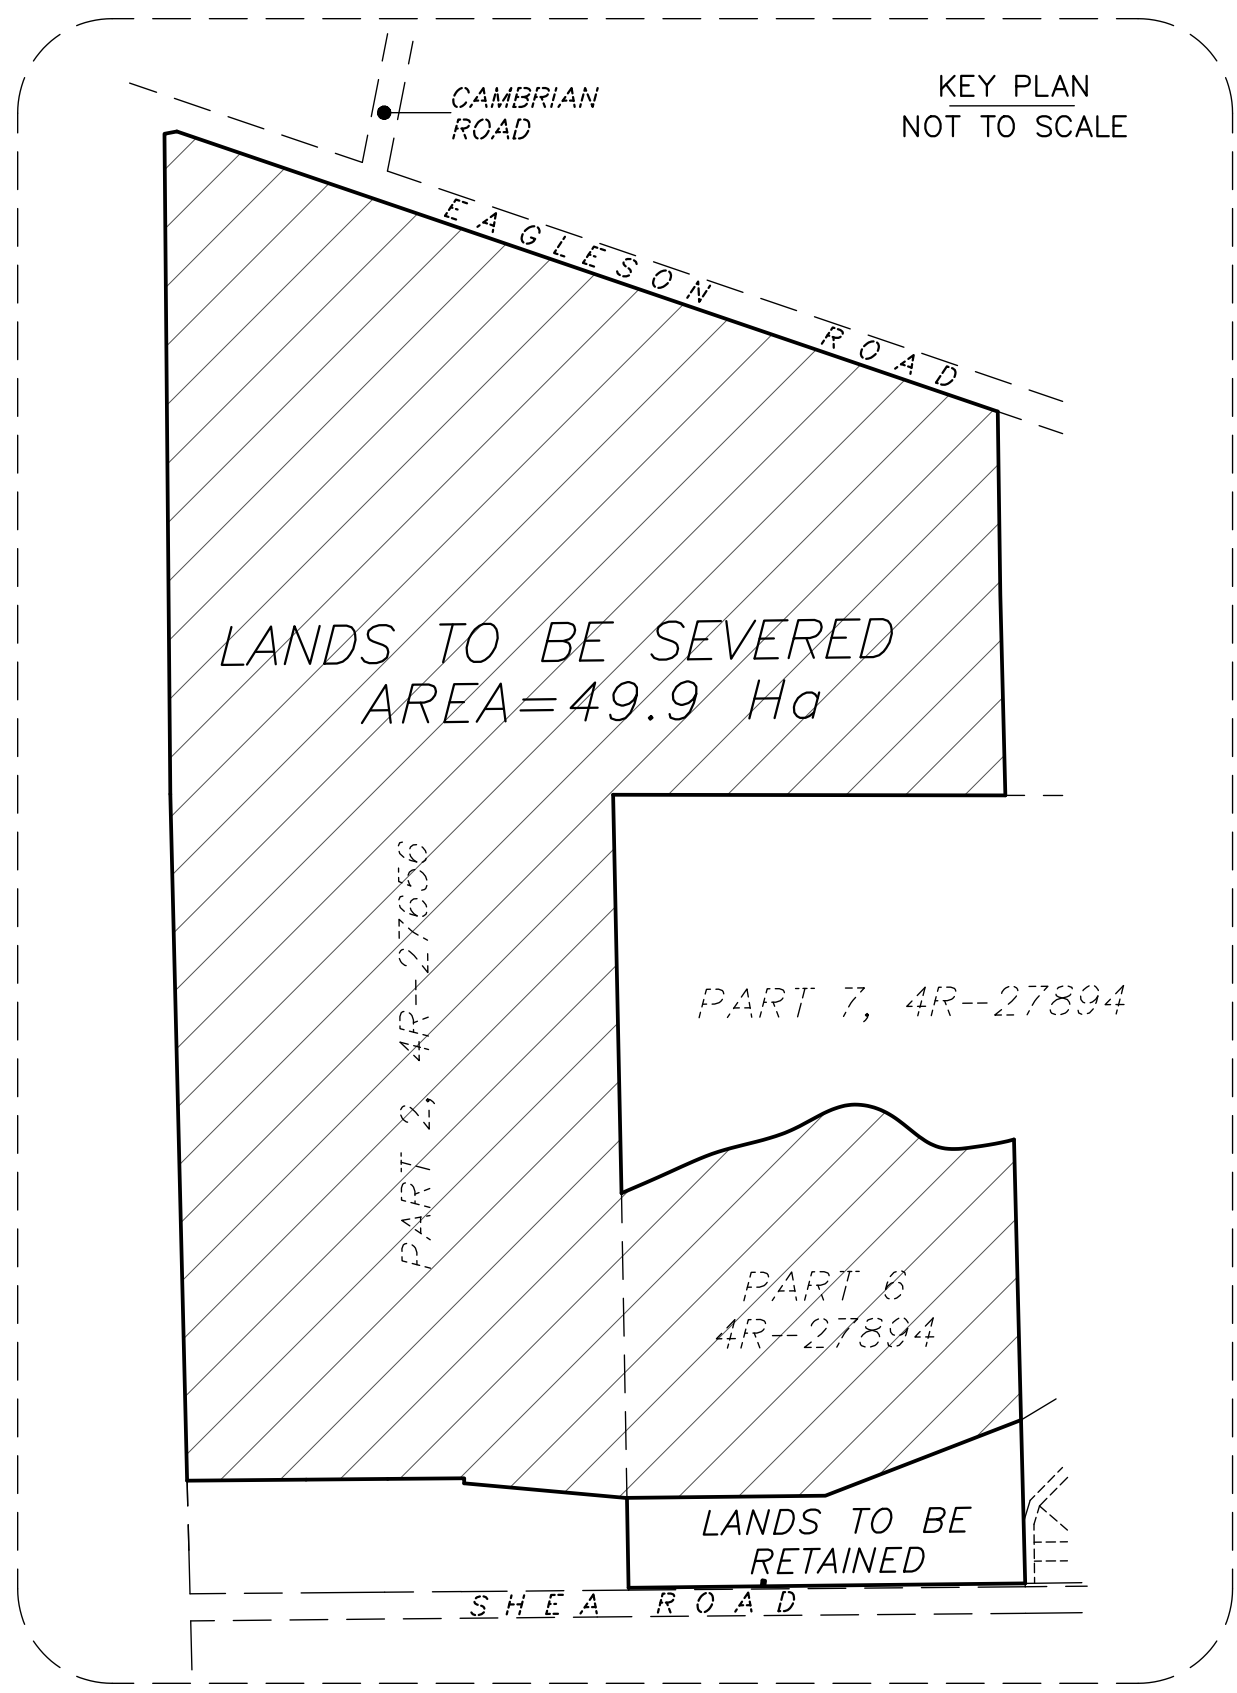 CAMBRIAN
ROAD
KEY PLAN
NOT TO SCALE
EAGLESON ROAD
LANDS TO BE SEVERED
AREA=49.9 Ha
PART 2, 4R-27656
PART 7, 4R-27894
PART 6
4R-27894
LANDS TO BE
RETAINED
SHEA ROAD